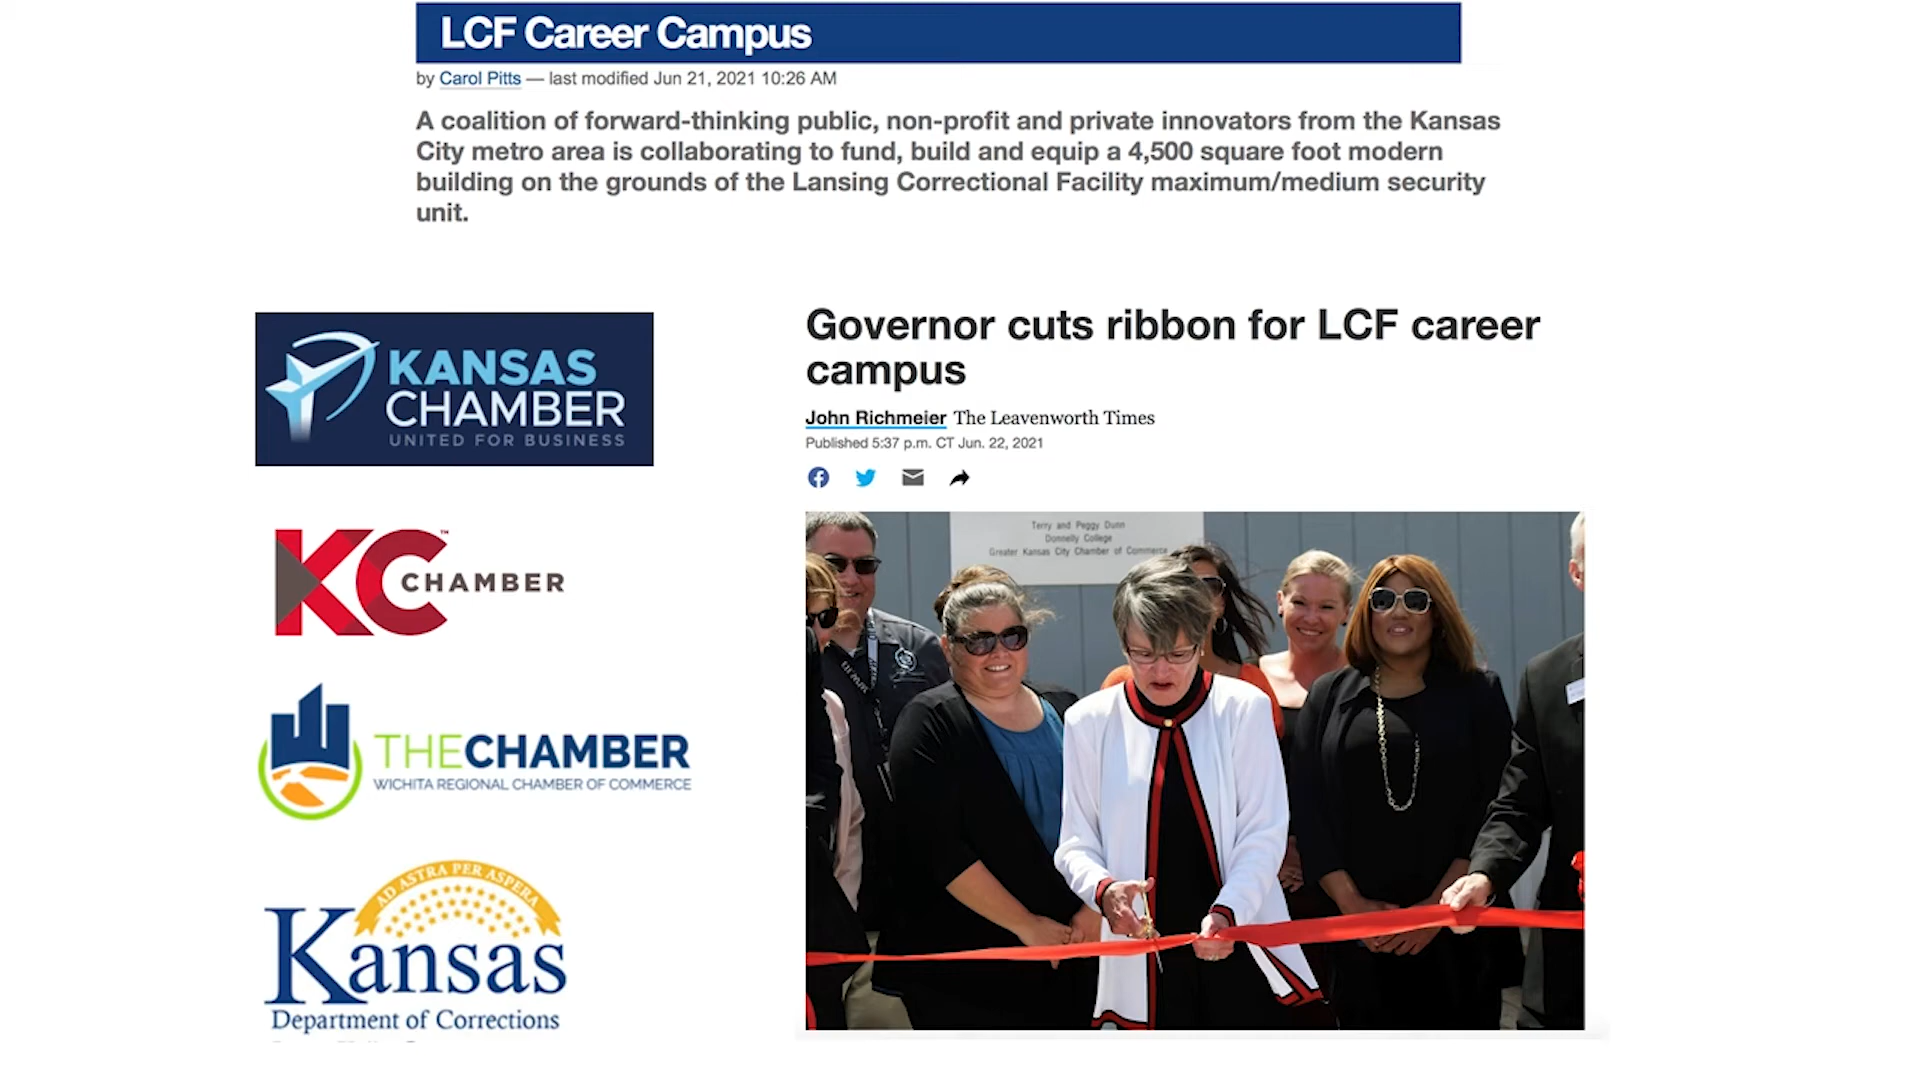 LCF Career Campus
by Carol Pitts — last modified Jun 21, 2021 10:26 AM
A coalition of forward-thinking public, non-profit and private innovators from the Kansas
City metro area is collaborating to fund, build and equip a 4,500 square foot modern
building on the grounds of the Lansing Correctional Facility maximum/medium security
unit.
KANSAS
CHAMBER
UNITED FOR BUSINESS
KC CHAMBER
THECHAMBER
WICHITA REGIONAL CHAMBER OF COMMERCE
AD ASTRA PER ASPERA
Kansas
Department of Corrections
Governor cuts ribbon for LCF career
campus
John Richmeier The Leavenworth Times
Published 5:37 p.m. CT Jun. 22, 2021
Terry and Peggy Dunn
Donnelly College
Greater Kansas City Chamber of Commerce